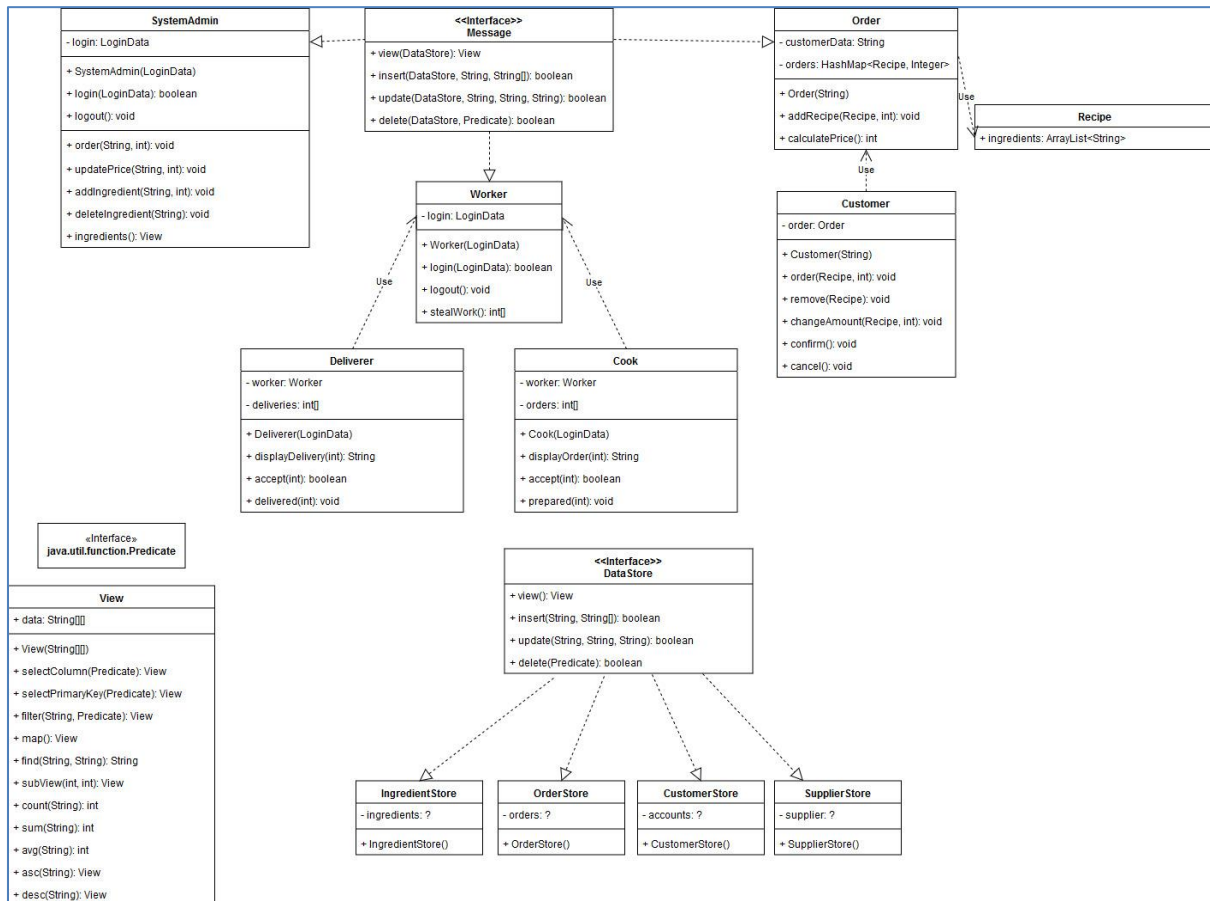 SystemAdmin
- login: LoginData
+ SystemAdmin(LoginData)
+ login(LoginData): boolean
+ logout(): void
+ order(String, int): void
+ updatePrice(String, int): void
+ addIngredient(String, int): void
+ deleteIngredient(String): void
+ ingredients(): View
<<Interface>>
Message
+ view(DataStore): View
+ insert(DataStore, String, String[]): boolean
+ update(DataStore, String, String, String): boolean
+ delete(DataStore, Predicate): boolean
Order
- customerData: String
- orders: HashMap<Recipe, Integer>
+ Order(String)
+ addRecipe(Recipe, int): void
+ calculatePrice(): int
Use
Recipe
+ ingredients: ArrayList<String>
Use
Worker
- login: LoginData
+ Worker(LoginData)
+ login(LoginData): boolean
+ logout(): void
+ stealWork(): int[]
Customer
- order: Order
+ Customer(String)
+ order(Recipe, int): void
+ remove(Recipe): void
+ changeAmount(Recipe, int): void
+ confirm(): void
+ cancel(): void
Use
Use
Deliverer
- worker: Worker
- deliveries: int[]
+ Deliverer(LoginData)
+ displayDelivery(int): String
+ accept(int): boolean
+ delivered(int): void
Cook
- worker: Worker
- orders: int[]
+ Cook(LoginData)
+ displayOrder(int): String
+ accept(int): boolean
+ prepared(int): void
«Interface»
java.util.function.Predicate
View
+ data: String[][]
+ View(String[][])
+ selectColumn(Predicate): View
+ selectPrimaryKey(Predicate): View
+ filter(String, Predicate): View
+ map(): View
+ find(String, String): String
+ subView(int, int): View
+ count(String): int
+ sum(String): int
+ avg(String): int
+ asc(String): View
+ desc(String): View
<<Interface>>
DataStore
+ view(): View
+ insert(String, String[]): boolean
+ update(String, String, String): boolean
+ delete(Predicate): boolean
IngredientStore
- ingredients: ?
+ IngredientStore()
OrderStore
- orders: ?
+ OrderStore()
CustomerStore
- accounts: ?
+ CustomerStore()
SupplierStore
- supplier: ?
+ SupplierStore()